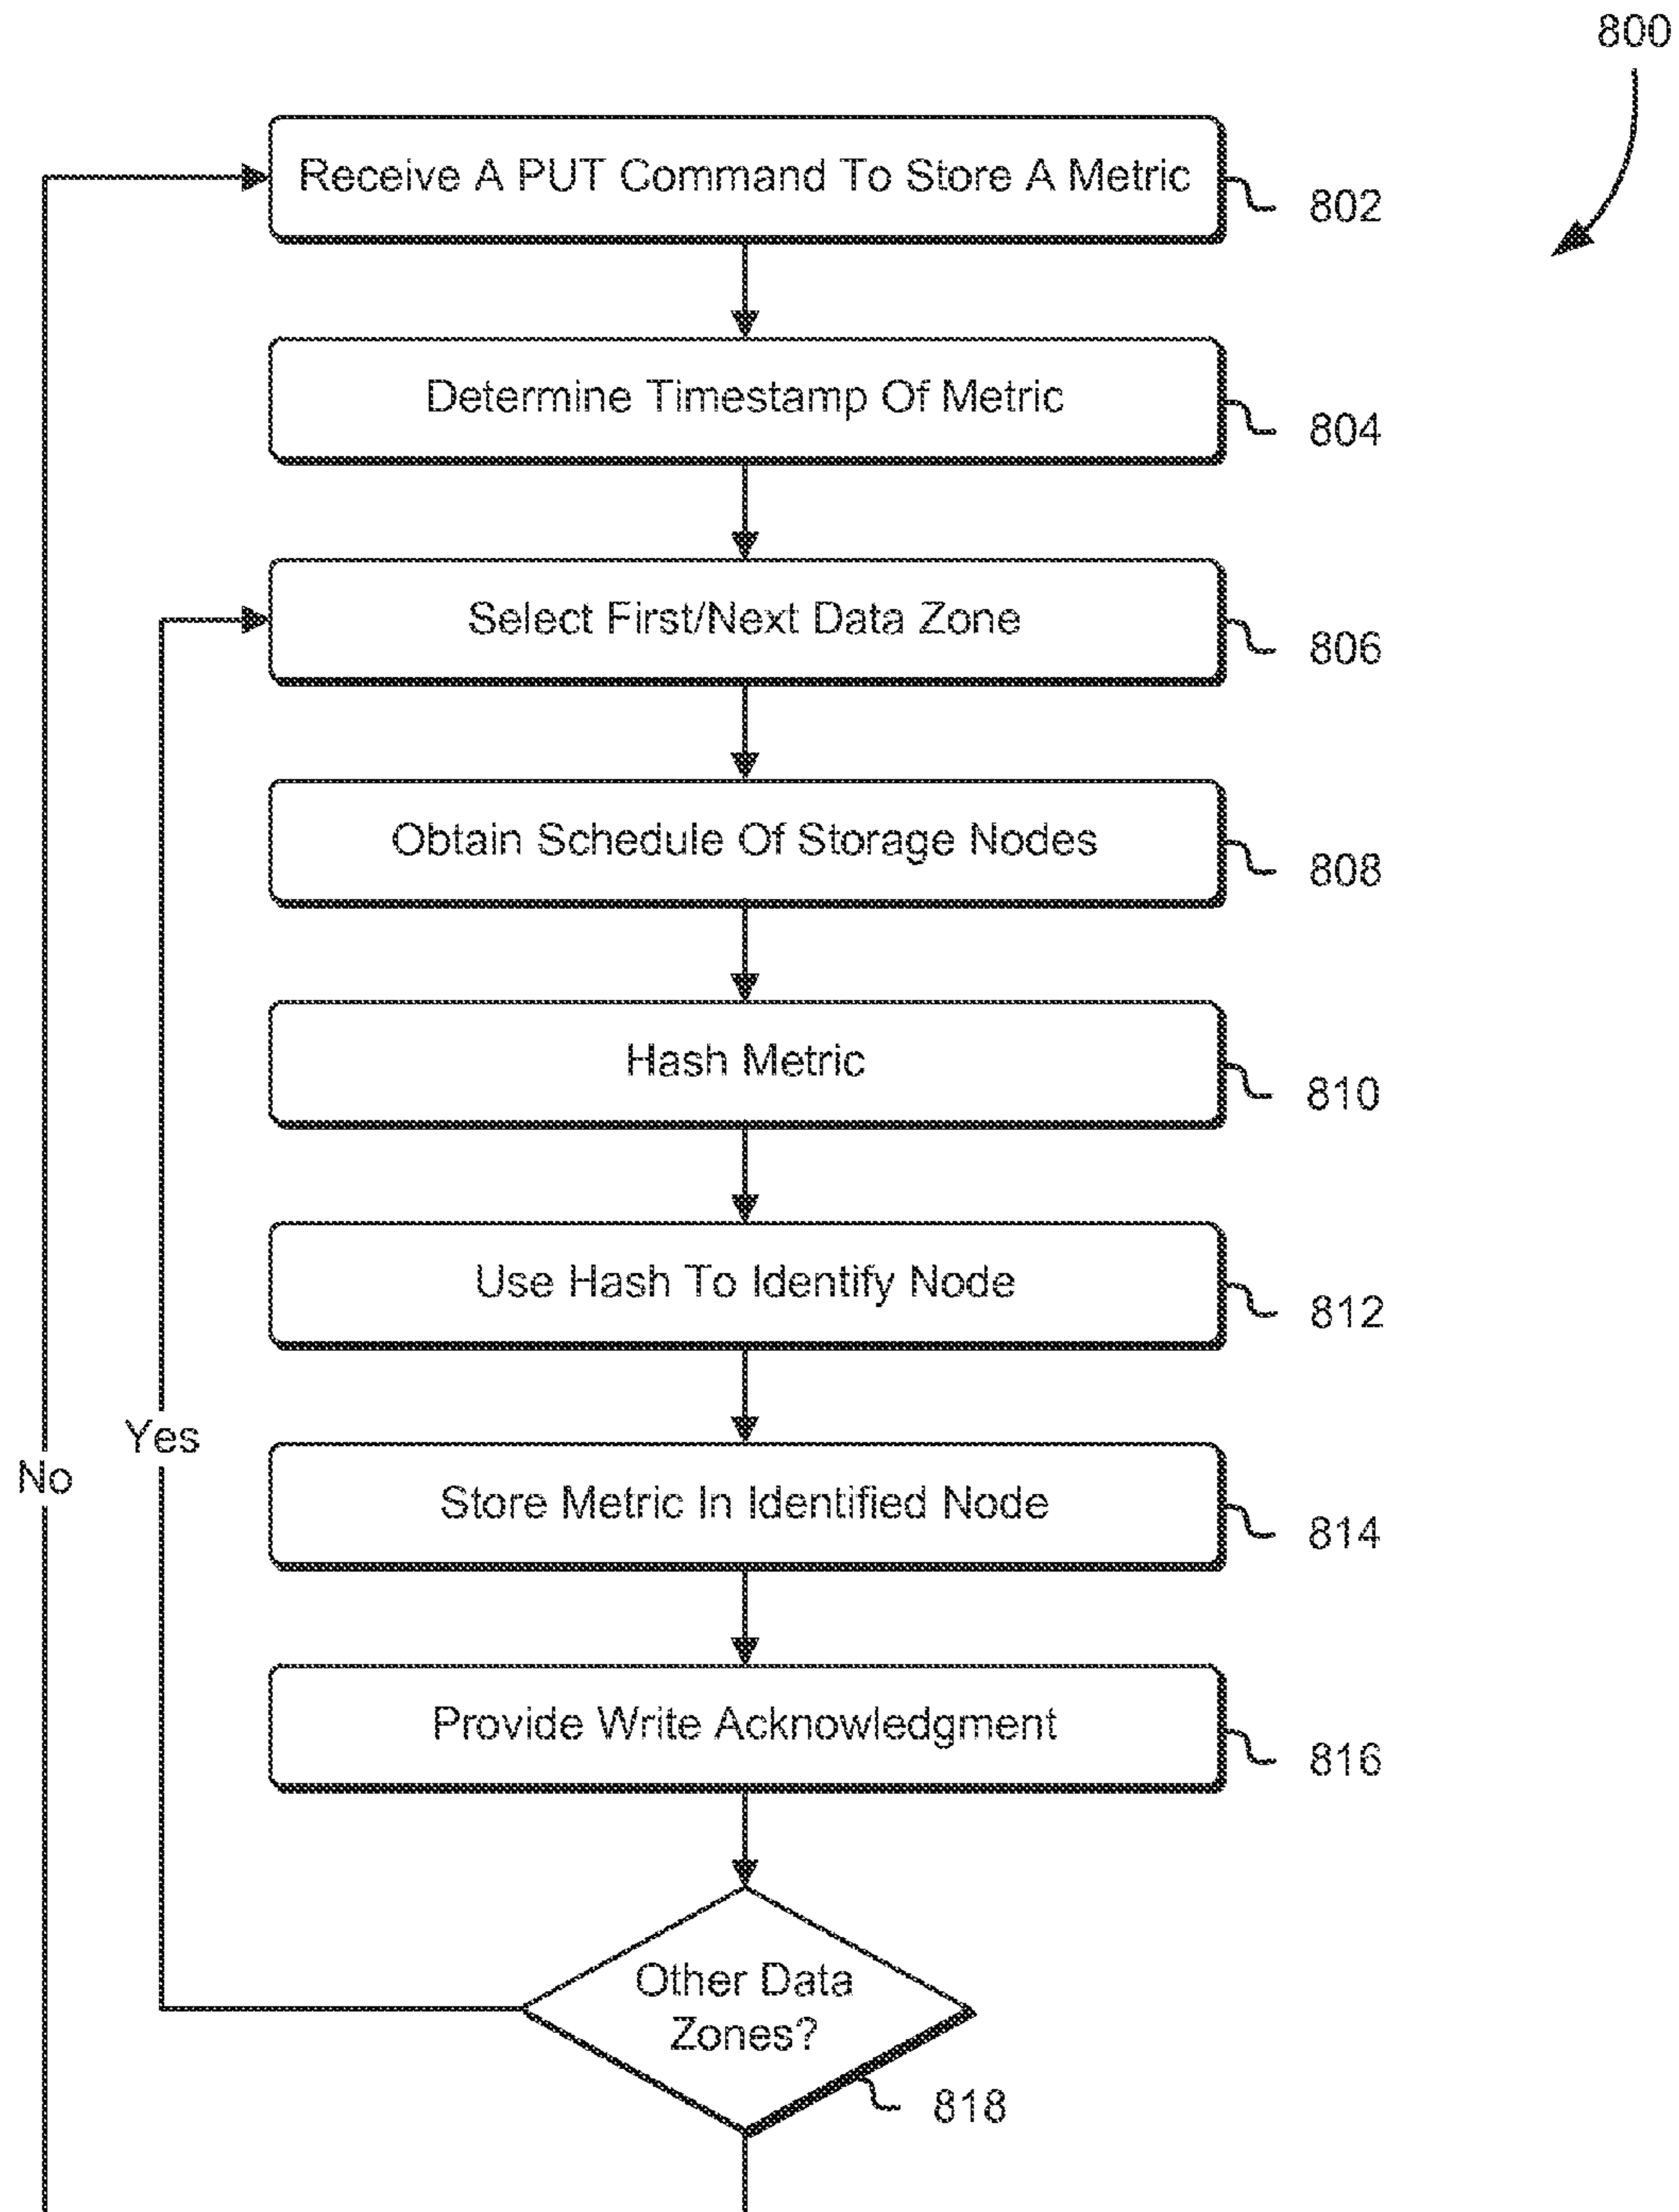 800
Receive A PUT Command To Store A Metric
802
Determine Timestamp Of Metric
804
Select First/Next Data Zone
806
Obtain Schedule Of Storage Nodes
808
Hash Metric
810
Use Hash To Identify Node
812
Yes
No
Store Metric In Identified Node
814
Provide Write Acknowledgment
816
Other Data
Zones?
818